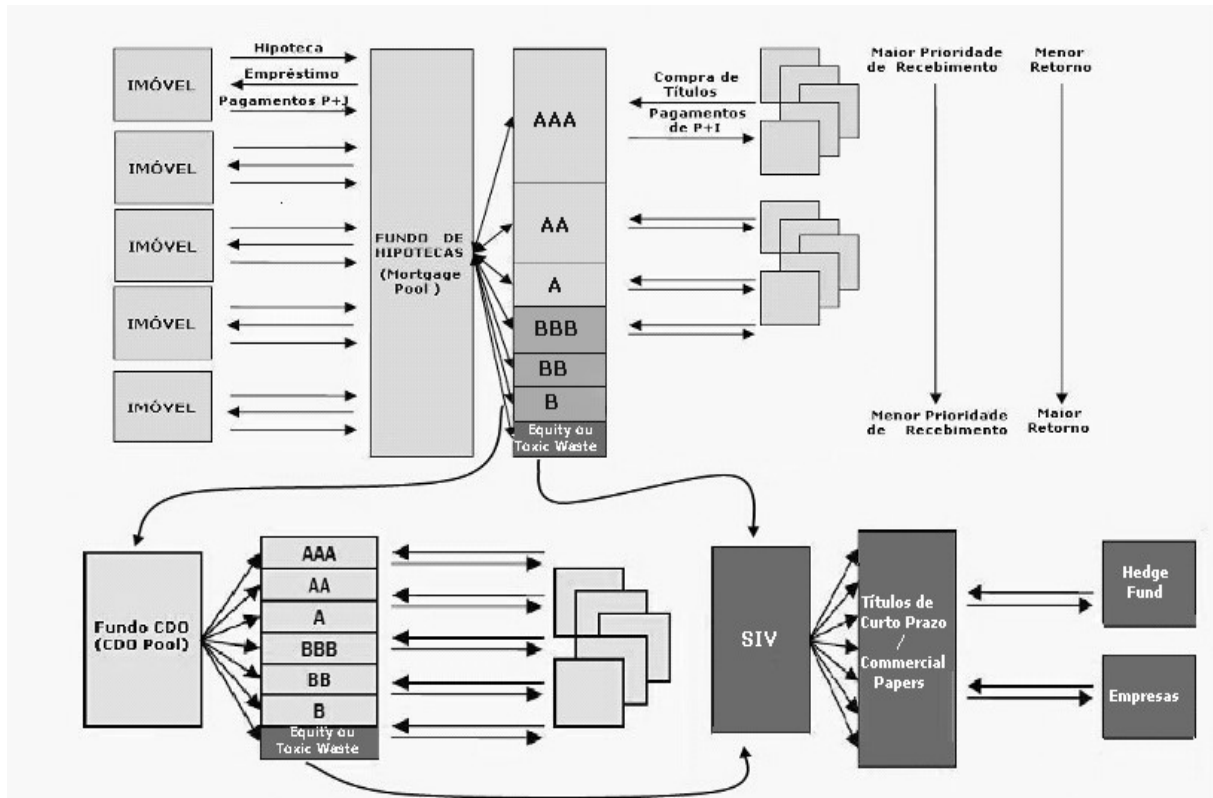 Hipoteca
Empréstimo
Pagamentos P+J
IMÓVEL
IMÓVEL
IMÓVEL
IMÓVEL
IMÓVEL
FUNDO DE
HIPOTECAS
(Mortgage
Pool )
AAA
AA
A
BBB
BB
B
Equity ou
Toxic Waste
Compra de
Títulos
Pagamentos
de P+I
Maior Prioridade
de Recebimento
Menor
Retorno
Menor Prioridade
de Recebimento
Maior
Retorno
Fundo CDO
(CDO Pool)
AAA
AA
A
BBB
BB
B
Equity ou
Toxic Waste
SIV
Títulos de
Curto Prazo
/
Commercial
Papers
Hedge
Fund
Empresas